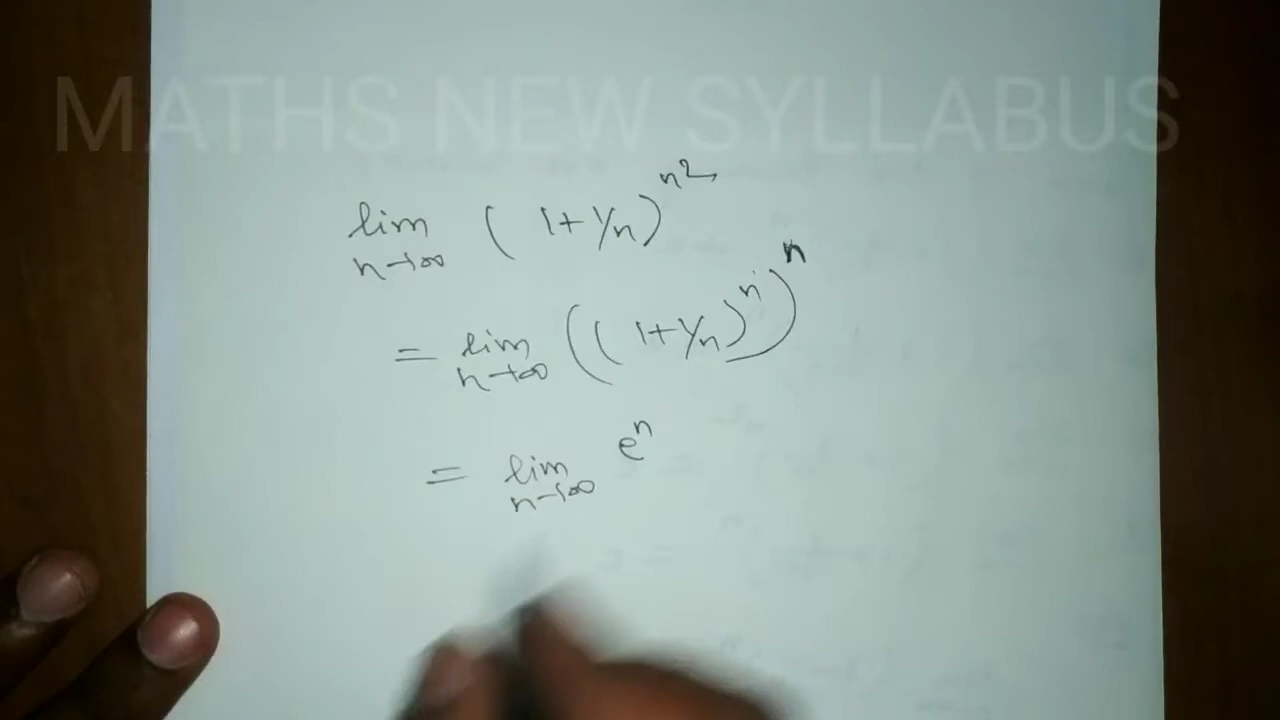 MATHS NEW SYLLABUS
lim n→∞ (1+1/n)^n²
= lim n→∞ ((1+1/n)^n)^n
= lim n→∞ e^n